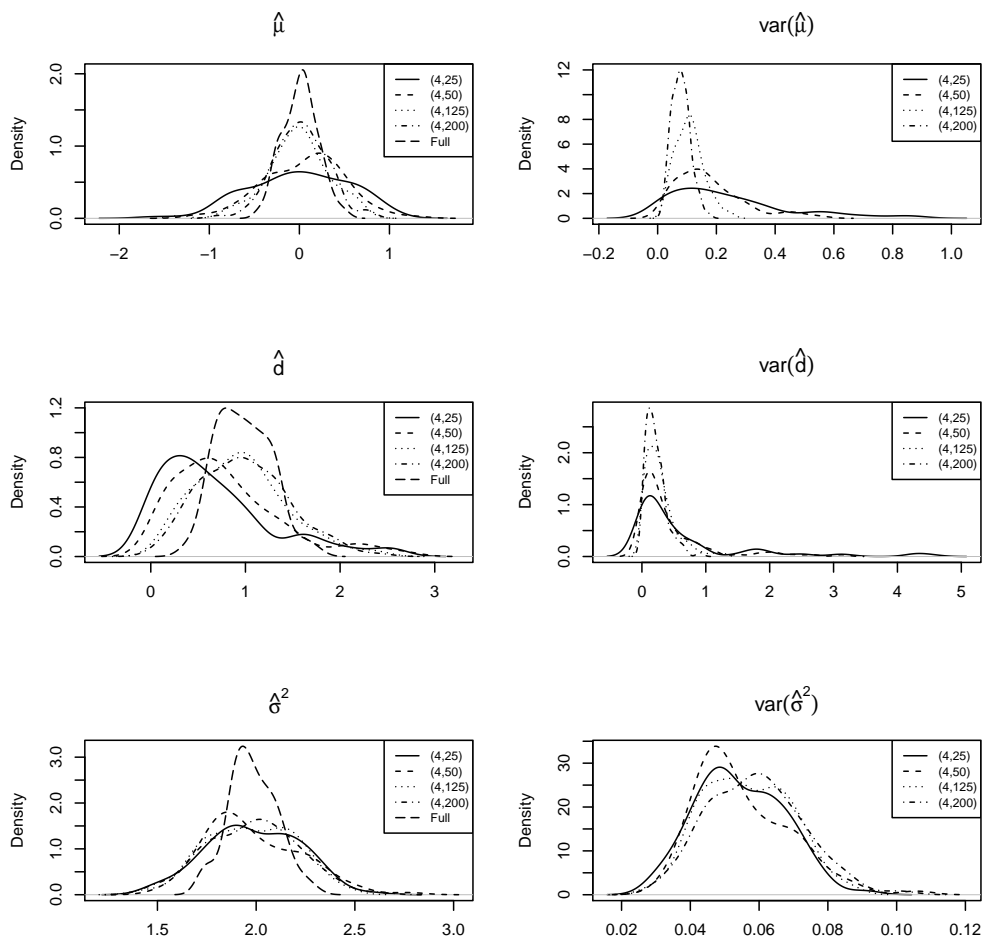 μ̂
Density
0.0 1.0 2.0
−2 −1 0 1
(4,25)
(4,50)
(4,125)
(4,200)
Full
var(μ̂)
Density
0 2 4 6 8 12
−0.2 0.0 0.2 0.4 0.6 0.8 1.0
(4,25)
(4,50)
(4,125)
(4,200)
d̂
Density
0.0 0.4 0.8 1.2
0 1 2 3
(4,25)
(4,50)
(4,125)
(4,200)
Full
var(d̂)
Density
0.0 1.0 2.0
0 1 2 3 4 5
(4,25)
(4,50)
(4,125)
(4,200)
σ̂²
Density
0.0 1.0 2.0 3.0
1.5 2.0 2.5 3.0
(4,25)
(4,50)
(4,125)
(4,200)
Full
var(σ̂²)
Density
0 10 20 30
0.02 0.04 0.06 0.08 0.10 0.12
(4,25)
(4,50)
(4,125)
(4,200)